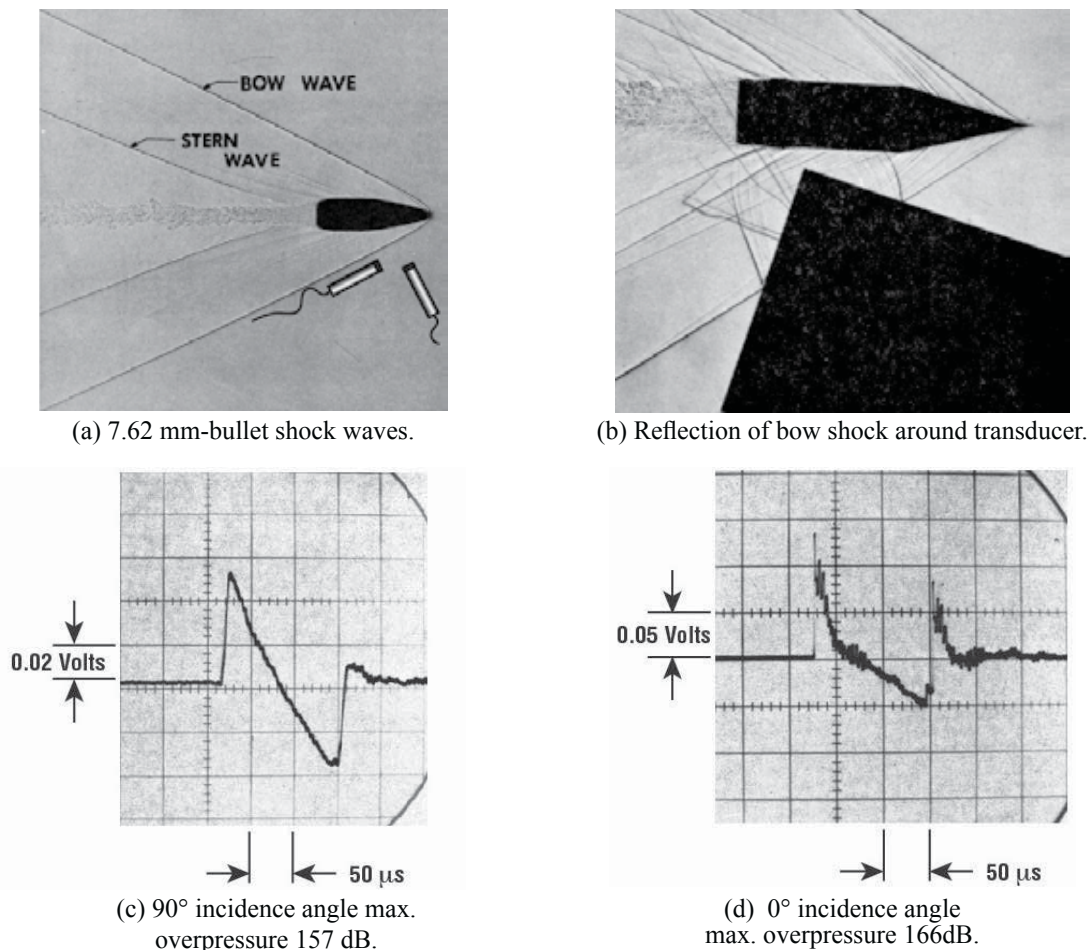 BOW WAVE
STERN
WAVE
(a) 7.62 mm-bullet shock waves.
(b) Reflection of bow shock around transducer.
0.02 Volts
50 μs
(c) 90° incidence angle max.
overpressure 157 dB.
0.05 Volts
50 μs
(d) 0° incidence angle
max. overpressure 166dB.